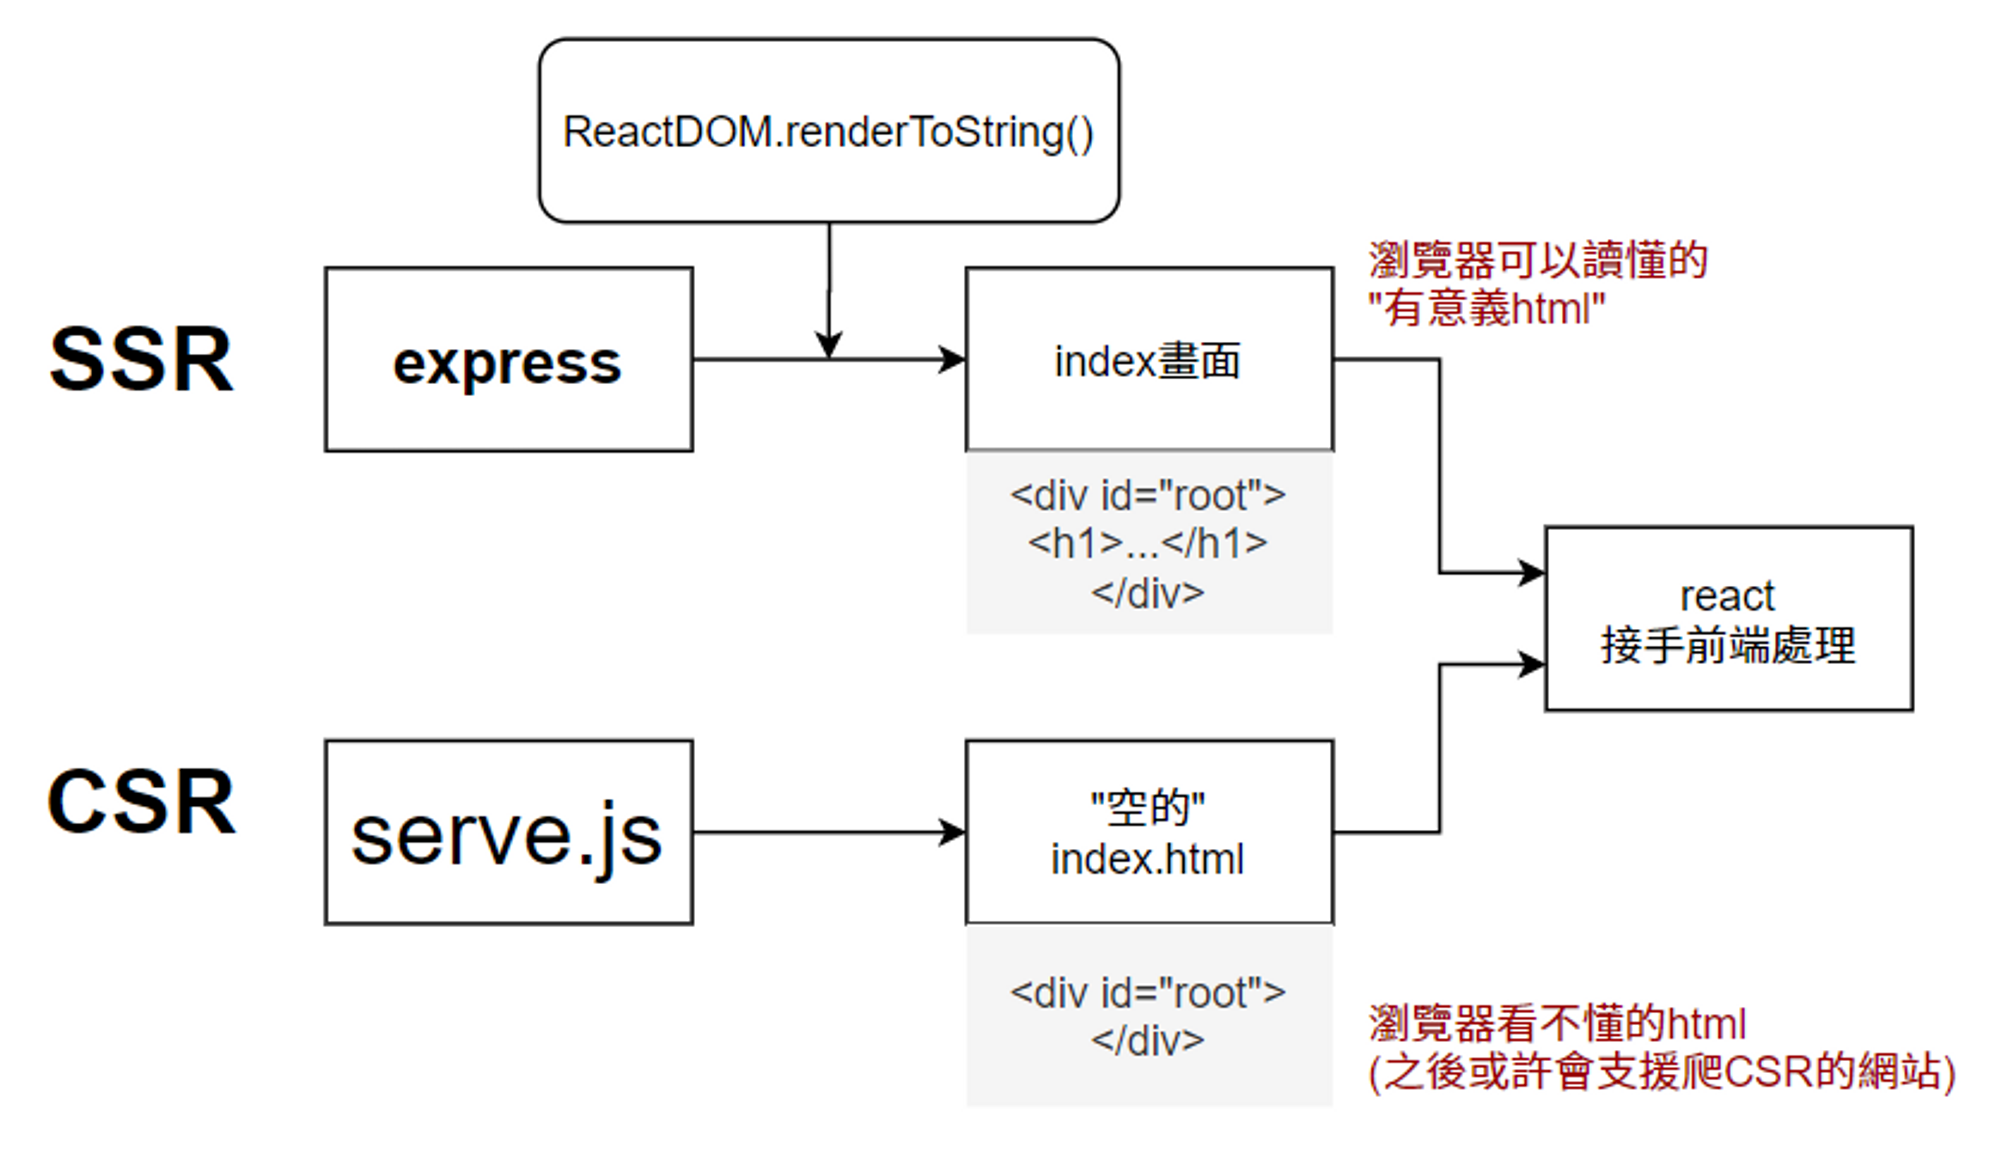 ReactDOM.renderToString()
瀏覽器可以讀懂的
"有意義html"
SSR
express
index畫面
<div id="root">
<h1>...</h1>
</div>
react
接手前端處理
CSR
serve.js
"空的"
index.html
<div id="root">
</div>
瀏覽器看不懂的html
(之後或許會支援爬CSR的網站)